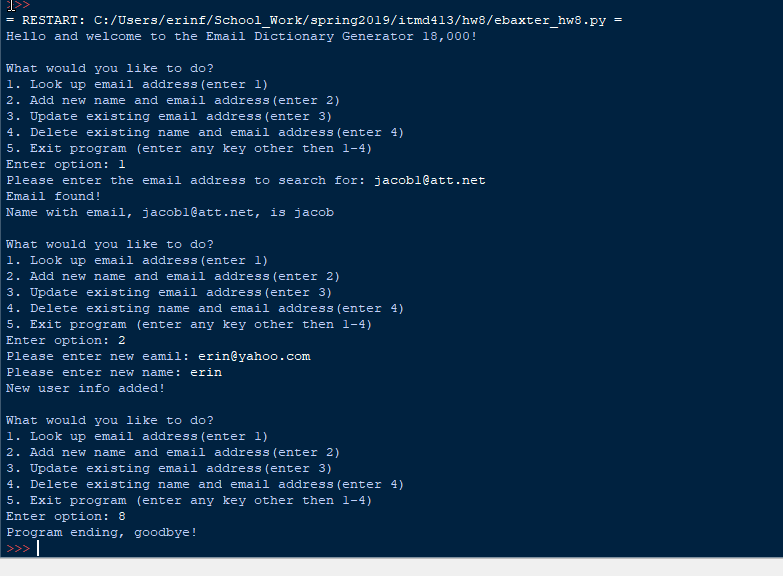 >>>
= RESTART: C:/Users/erinf/School_Work/spring2019/itmd413/hw8/ebaxter_hw8.py =
Hello and welcome to the Email Dictionary Generator 18,000!
What would you like to do?
1. Look up email address(enter 1)
2. Add new name and email address(enter 2)
3. Update existing email address(enter 3)
4. Delete existing name and email address(enter 4)
5. Exit program (enter any key other then 1-4)
Enter option: 1
Please enter the email address to search for: jacob1@att.net
Email found!
Name with email, jacob1@att.net, is jacob
What would you like to do?
1. Look up email address(enter 1)
2. Add new name and email address(enter 2)
3. Update existing email address(enter 3)
4. Delete existing name and email address(enter 4)
5. Exit program (enter any key other then 1-4)
Enter option: 2
Please enter new eamil: erin@yahoo.com
Please enter new name: erin
New user info added!
What would you like to do?
1. Look up email address(enter 1)
2. Add new name and email address(enter 2)
3. Update existing email address(enter 3)
4. Delete existing name and email address(enter 4)
5. Exit program (enter any key other then 1-4)
Enter option: 8
Program ending, goodbye!
>>>